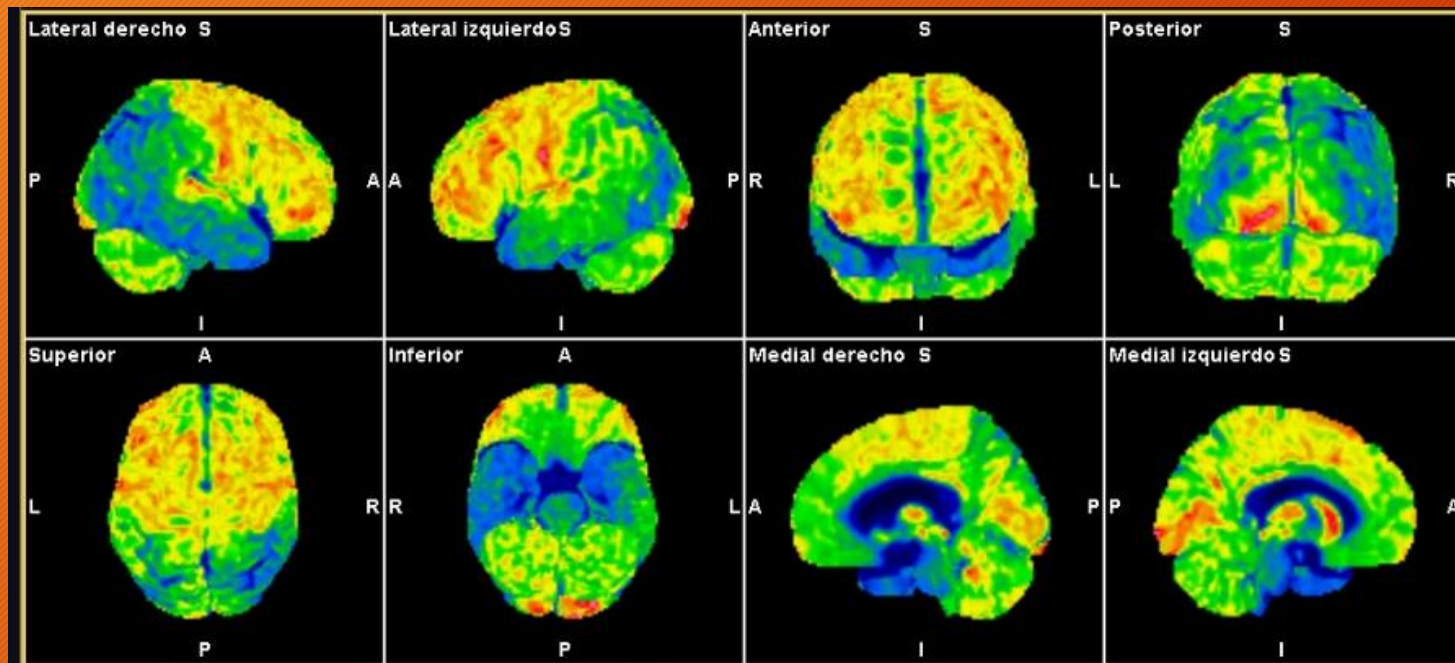 Lateral derecho S
P
A
I
Lateral izquierdo S
A
P
I
Anterior S
R
L
I
Posterior S
L
R
I
Superior A
L
R
P
Inferior A
R
L
P
Medial derecho S
A
P
I
Medial izquierdo S
P
A
I